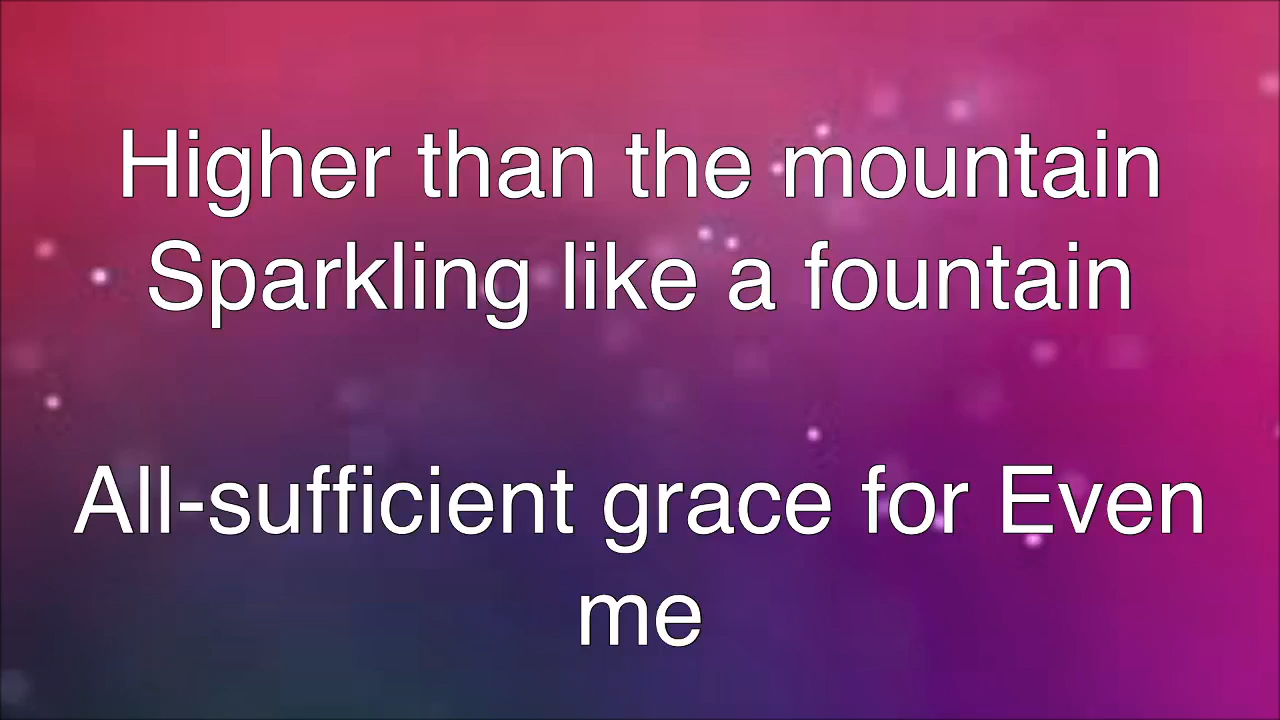 Higher than the mountain
Sparkling like a fountain
All-sufficient grace for Even
me